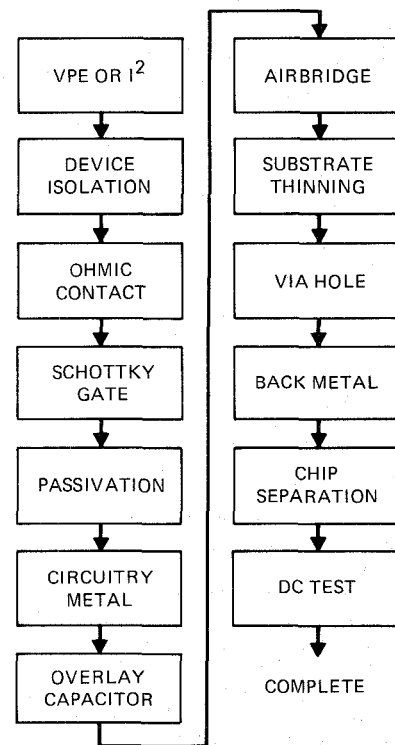 VPE OR I²
DEVICE
ISOLATION
OHMIC
CONTACT
SCHOTTKY
GATE
PASSIVATION
CIRCUITRY
METAL
OVERLAY
CAPACITOR
AIRBRIDGE
SUBSTRATE
THINNING
VIA HOLE
BACK METAL
CHIP
SEPARATION
DC TEST
COMPLETE